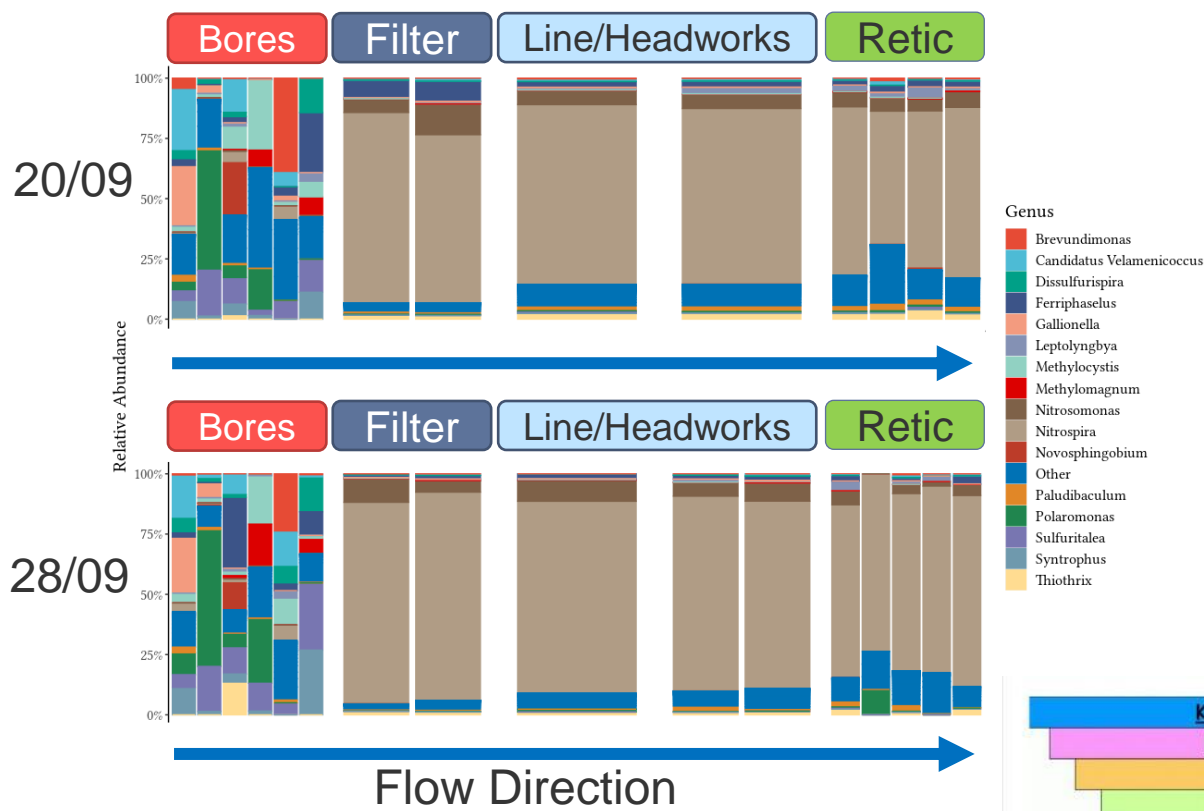 Bores Filter Line/Headworks Retic
20/09
100%
75%
50%
25%
0%
Relative Abundance
Bores Filter Line/Headworks Retic
28/09
100%
75%
50%
25%
0%
Flow Direction
Genus
Brevundimonas
Candidatus Velamenicoccus
Dissulfurispira
Ferriphaselus
Gallionella
Leptolyngbya
Methylocystis
Methylomagnum
Nitrosomonas
Nitrospira
Novosphingobium
Other
Paludibaculum
Polaromonas
Sulfuritalea
Syntrophus
Thiothrix
K